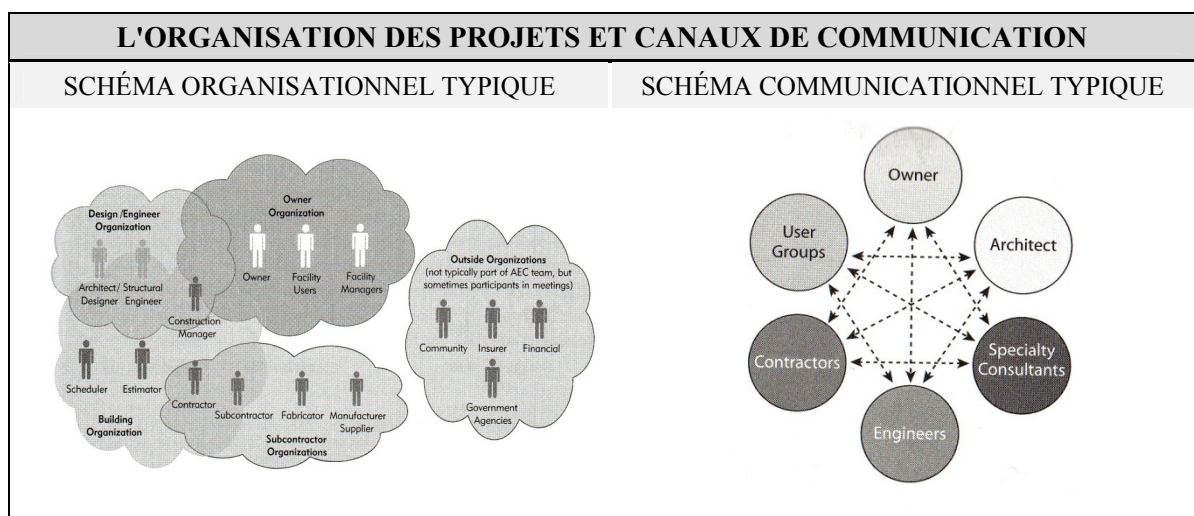 L'ORGANISATION DES PROJETS ET CANAUX DE COMMUNICATION
SCHÉMA ORGANISATIONNEL TYPIQUE
Design /Engineer
Organization
Architect/
Designer
Structural
Engineer
Construction
Manager
Owner
Organization
Owner
Facility
Users
Facility
Managers
Scheduler
Estimator
Building
Organization
Contractor
Subcontractor
Fabricator
Manufacturer
Supplier
Subcontractor
Organizations
Outside Organizations
(not typically part of AEC team, but
sometimes participants in meetings)
Community
Insurer
Financial
Government
Agencies
SCHÉMA COMMUNICATIONNEL TYPIQUE
Owner
User
Groups
Architect
Contractors
Specialty
Consultants
Engineers